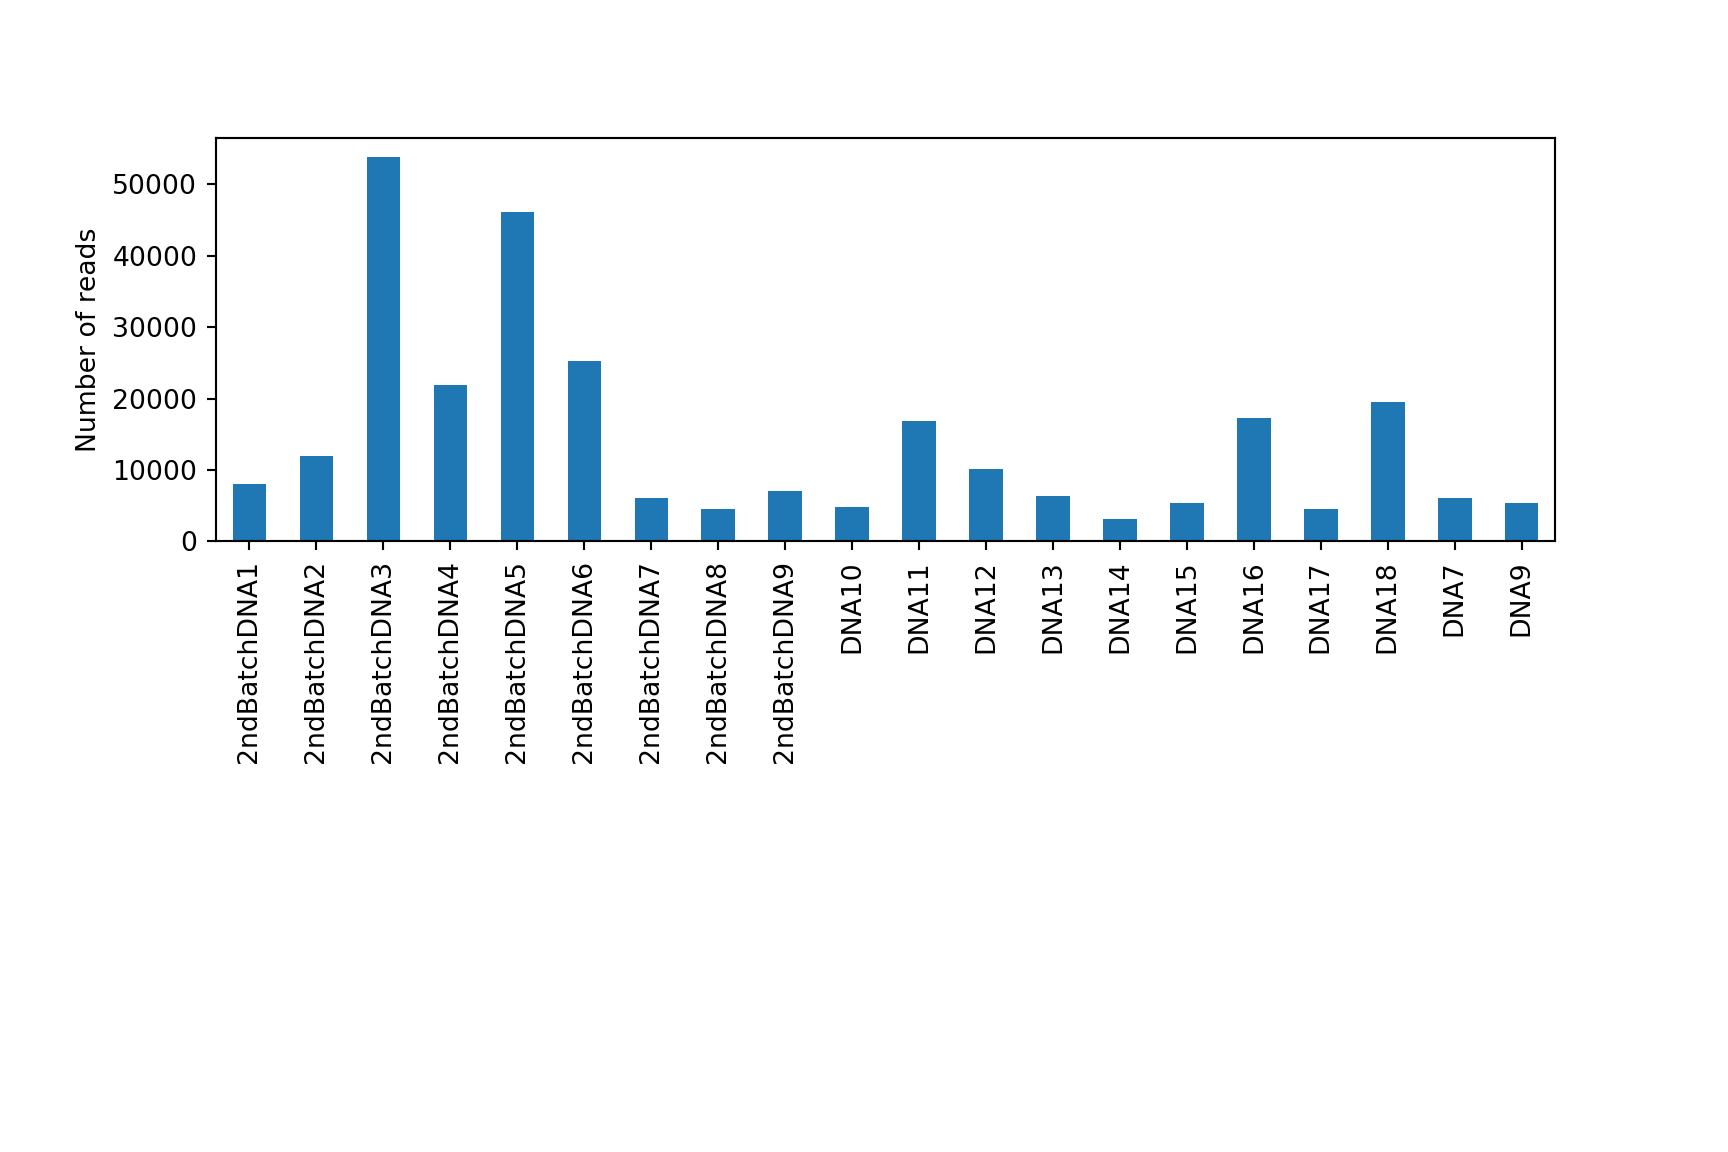 Number of reads
50000
40000
30000
20000
10000
0
2ndBatchDNA1
2ndBatchDNA2
2ndBatchDNA3
2ndBatchDNA4
2ndBatchDNA5
2ndBatchDNA6
2ndBatchDNA7
2ndBatchDNA8
2ndBatchDNA9
DNA10
DNA11
DNA12
DNA13
DNA14
DNA15
DNA16
DNA17
DNA18
DNA7
DNA9